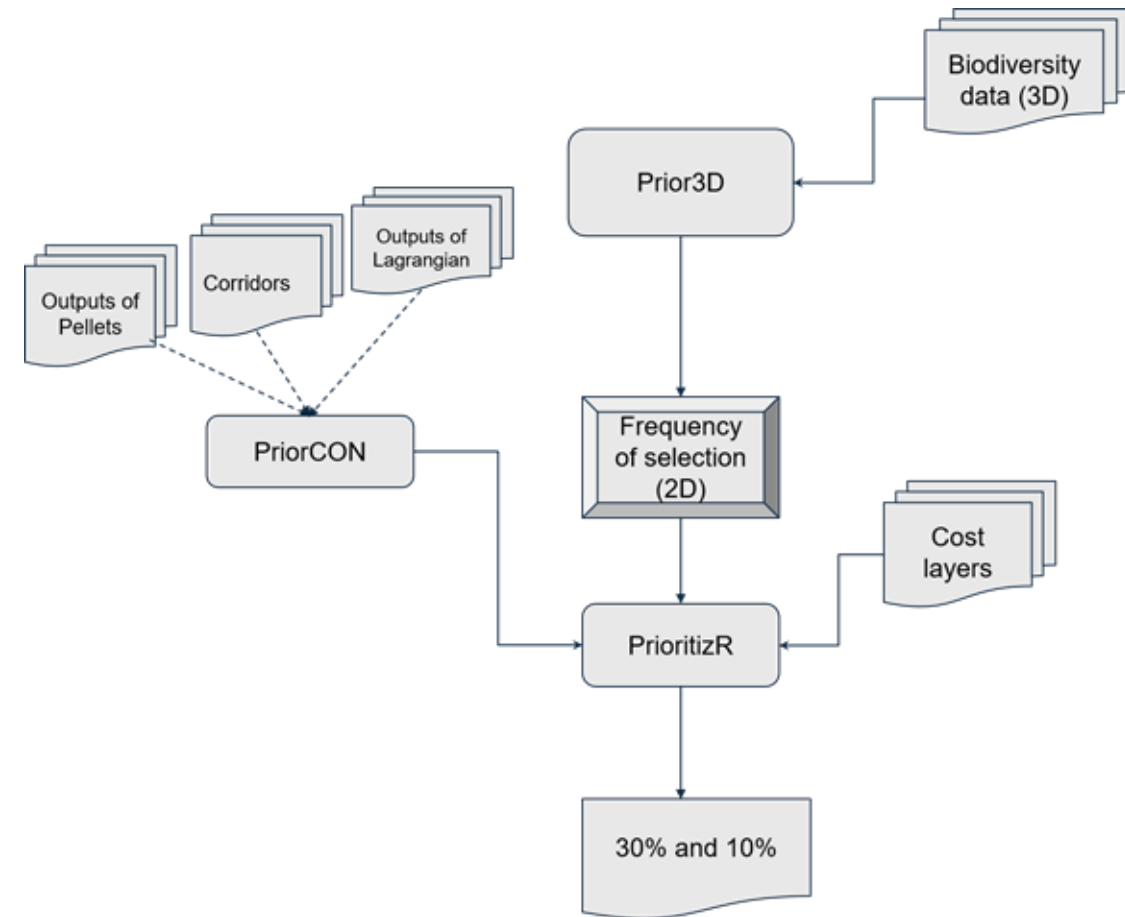 Biodiversity
data (3D)
Prior3D
Outputs of
Lagrangian
Corridors
Outputs of
Pellets
PriorCON
Frequency
of selection
(2D)
Cost
layers
PrioritizR
30% and 10%